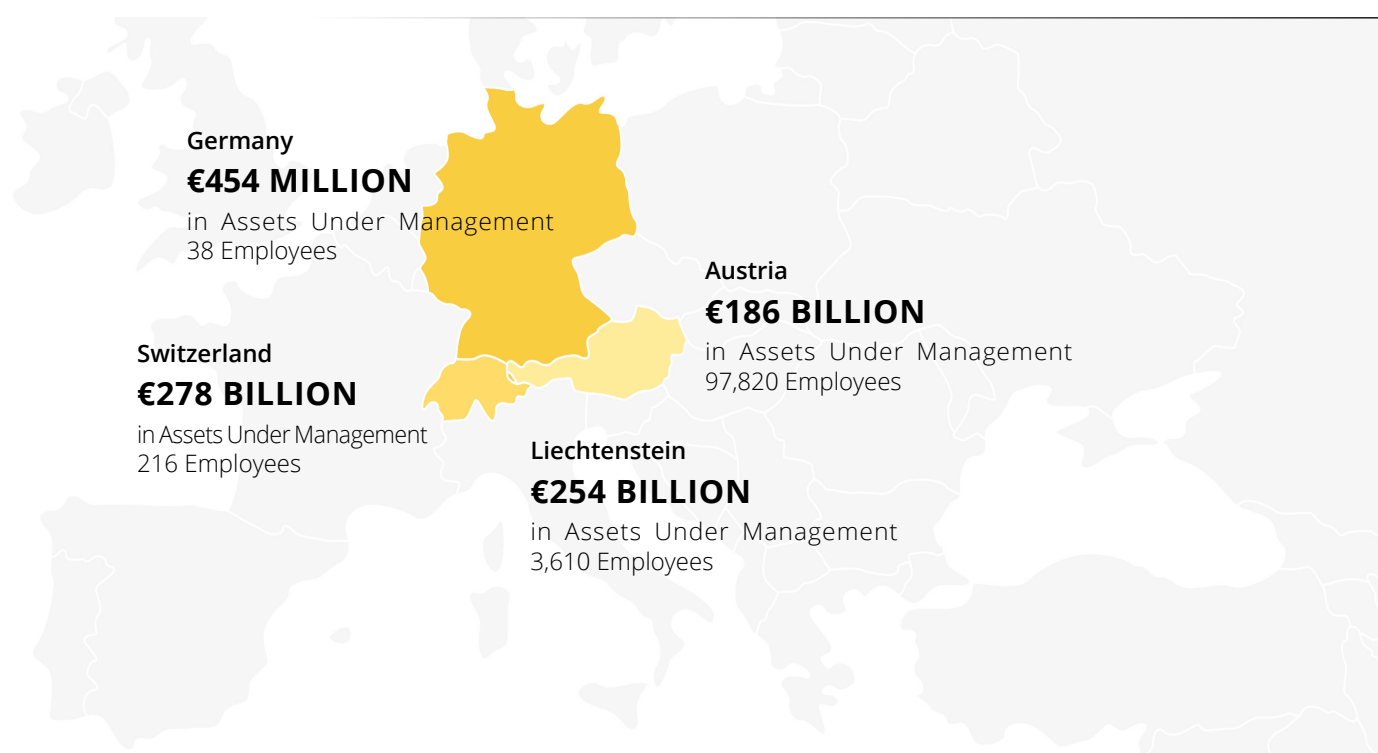 Germany
€454 MILLION
in Assets Under Management
38 Employees
Austria
€186 BILLION
in Assets Under Management
97,820 Employees
Switzerland
€278 BILLION
in Assets Under Management
216 Employees
Liechtenstein
€254 BILLION
in Assets Under Management
3,610 Employees